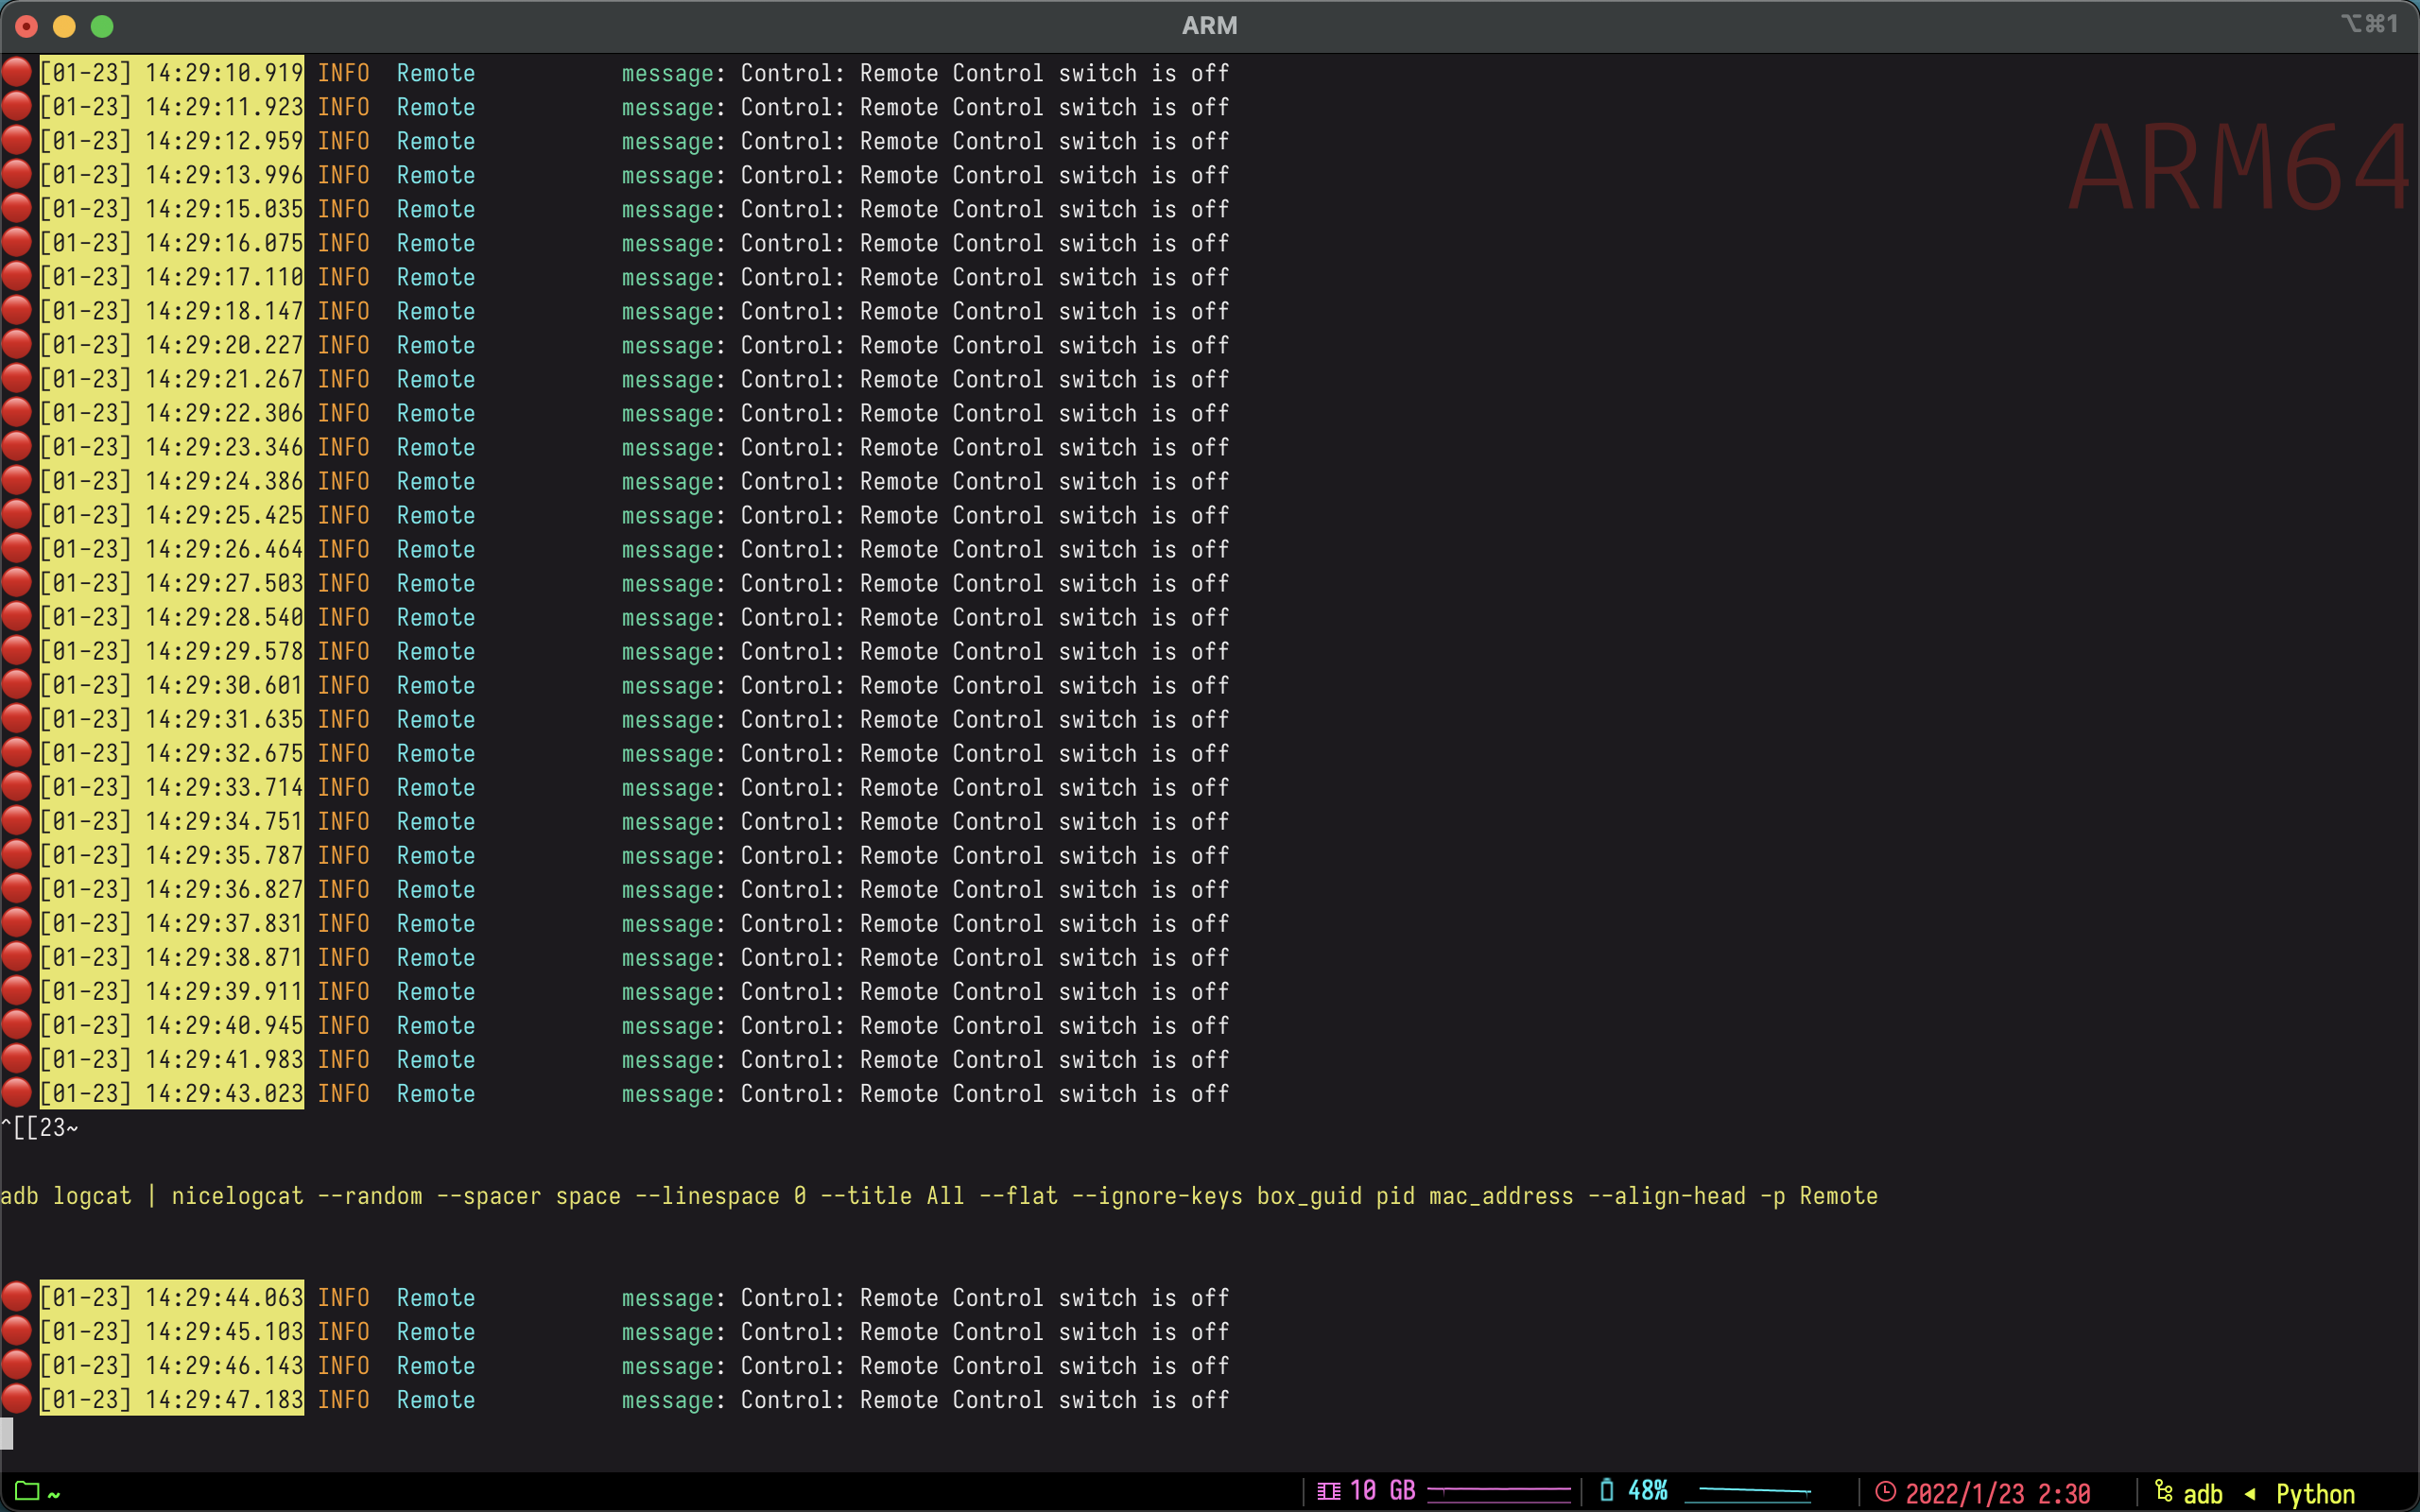 ARM
⌥⌘1
[01-23] 14:29:10.919 INFO Remote message: Control: Remote Control switch is off
[01-23] 14:29:11.923 INFO Remote message: Control: Remote Control switch is off
[01-23] 14:29:12.959 INFO Remote message: Control: Remote Control switch is off
[01-23] 14:29:13.996 INFO Remote message: Control: Remote Control switch is off
[01-23] 14:29:15.035 INFO Remote message: Control: Remote Control switch is off
[01-23] 14:29:16.075 INFO Remote message: Control: Remote Control switch is off
[01-23] 14:29:17.110 INFO Remote message: Control: Remote Control switch is off
[01-23] 14:29:18.147 INFO Remote message: Control: Remote Control switch is off
[01-23] 14:29:20.227 INFO Remote message: Control: Remote Control switch is off
[01-23] 14:29:21.267 INFO Remote message: Control: Remote Control switch is off
[01-23] 14:29:22.306 INFO Remote message: Control: Remote Control switch is off
[01-23] 14:29:23.346 INFO Remote message: Control: Remote Control switch is off
[01-23] 14:29:24.386 INFO Remote message: Control: Remote Control switch is off
[01-23] 14:29:25.425 INFO Remote message: Control: Remote Control switch is off
[01-23] 14:29:26.464 INFO Remote message: Control: Remote Control switch is off
[01-23] 14:29:27.503 INFO Remote message: Control: Remote Control switch is off
[01-23] 14:29:28.540 INFO Remote message: Control: Remote Control switch is off
[01-23] 14:29:29.578 INFO Remote message: Control: Remote Control switch is off
[01-23] 14:29:30.601 INFO Remote message: Control: Remote Control switch is off
[01-23] 14:29:31.635 INFO Remote message: Control: Remote Control switch is off
[01-23] 14:29:32.675 INFO Remote message: Control: Remote Control switch is off
[01-23] 14:29:33.714 INFO Remote message: Control: Remote Control switch is off
[01-23] 14:29:34.751 INFO Remote message: Control: Remote Control switch is off
[01-23] 14:29:35.787 INFO Remote message: Control: Remote Control switch is off
[01-23] 14:29:36.827 INFO Remote message: Control: Remote Control switch is off
[01-23] 14:29:37.831 INFO Remote message: Control: Remote Control switch is off
[01-23] 14:29:38.871 INFO Remote message: Control: Remote Control switch is off
[01-23] 14:29:39.911 INFO Remote message: Control: Remote Control switch is off
[01-23] 14:29:40.945 INFO Remote message: Control: Remote Control switch is off
[01-23] 14:29:41.983 INFO Remote message: Control: Remote Control switch is off
[01-23] 14:29:43.023 INFO Remote message: Control: Remote Control switch is off
ARM64
^[[23~
adb logcat | nicelogcat --random --spacer space --linespace 0 --title All --flat --ignore-keys box_guid pid mac_address --align-head -p Remote
[01-23] 14:29:44.063 INFO Remote message: Control: Remote Control switch is off
[01-23] 14:29:45.103 INFO Remote message: Control: Remote Control switch is off
[01-23] 14:29:46.143 INFO Remote message: Control: Remote Control switch is off
[01-23] 14:29:47.183 INFO Remote message: Control: Remote Control switch is off
~ 10 GB 48% 2022/1/23 2:30 adb ◂ Python